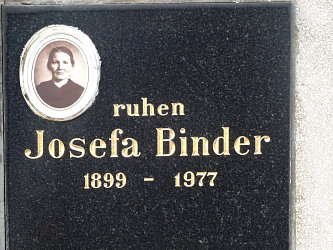 ruhen
Josefa Binder
1899 - 1977